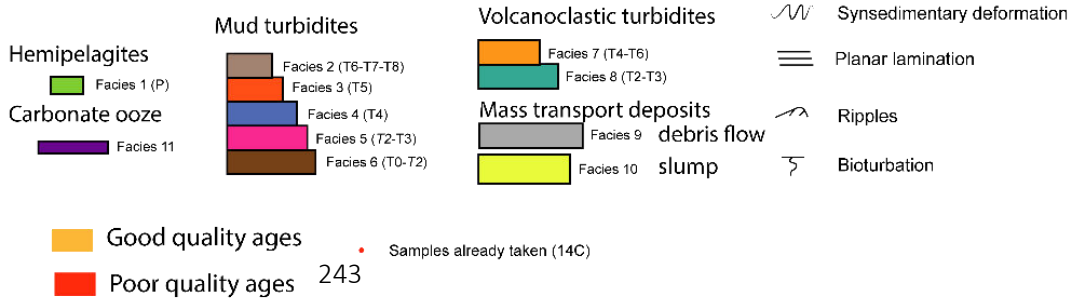 Hemipelagites
Facies 1 (P)
Carbonate ooze
Facies 11
Mud turbidites
Facies 2 (T6-T7-T8)
Facies 3 (T5)
Facies 4 (T4)
Facies 5 (T2-T3)
Facies 6 (T0-T2)
Volcanoclastic turbidites
Facies 7 (T4-T6)
Facies 8 (T2-T3)
Mass transport deposits
Facies 9 debris flow
Facies 10 slump
Synsedimentary deformation
Planar lamination
Ripples
Bioturbation
Good quality ages
Poor quality ages
243
Samples already taken (14C)